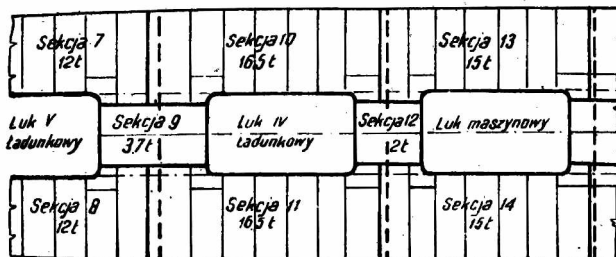 Sekcja 7
12t
Sekcja 10
16,5t
Sekcja 13
15t
Luk V
ładunkowy
Sekcja 9
3,7t
Luk IV
ładunkowy
Sekcja 12
2t
Luk maszynowy
Sekcja 8
12t
Sekcja 11
16,5t
Sekcja 14
15t